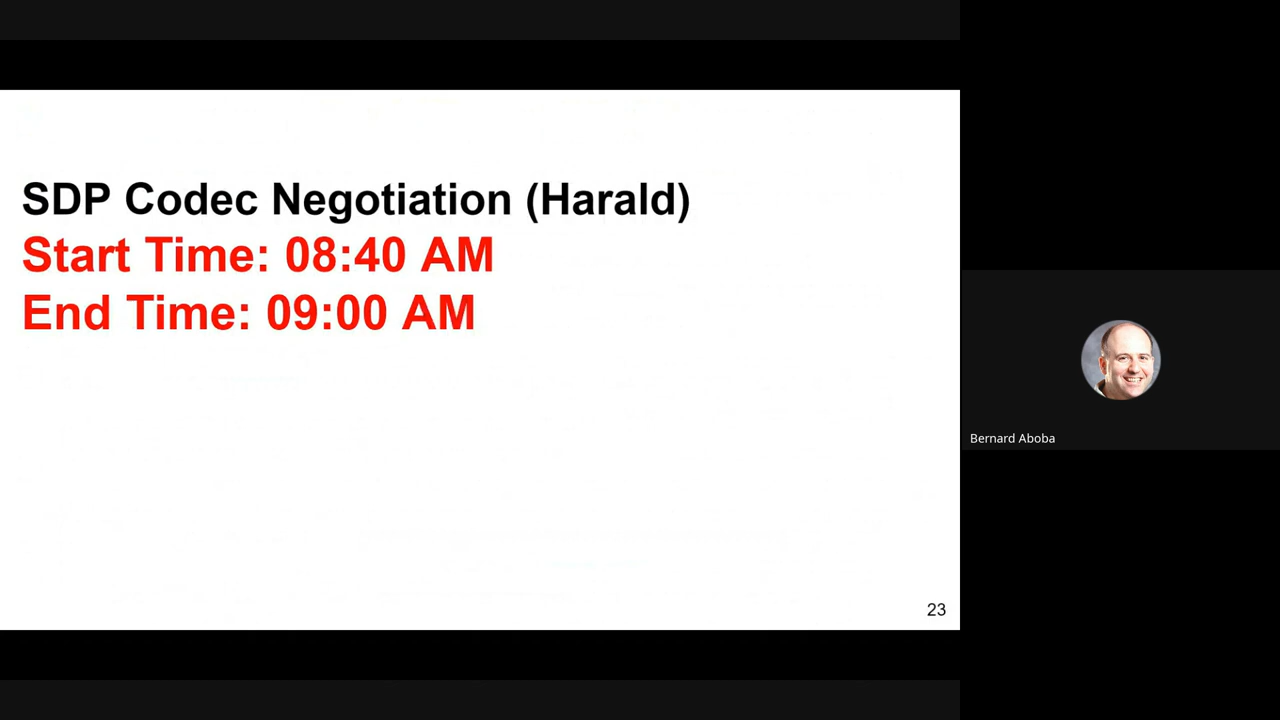 SDP Codec Negotiation (Harald)
Start Time: 08:40 AM
End Time: 09:00 AM
23
Bernard Aboba